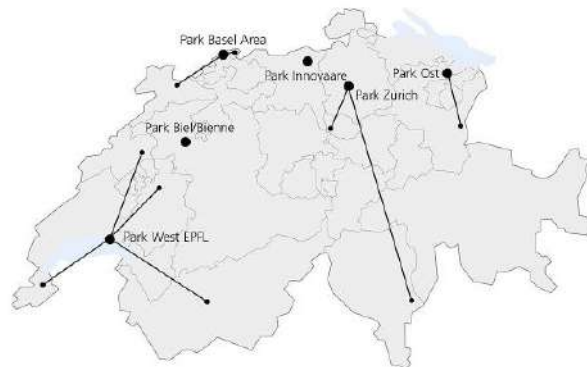 Park Basel Area
Park Innovaare
Park Ost
Park Zurich
Park Biel/Bienne
Park West EPFL